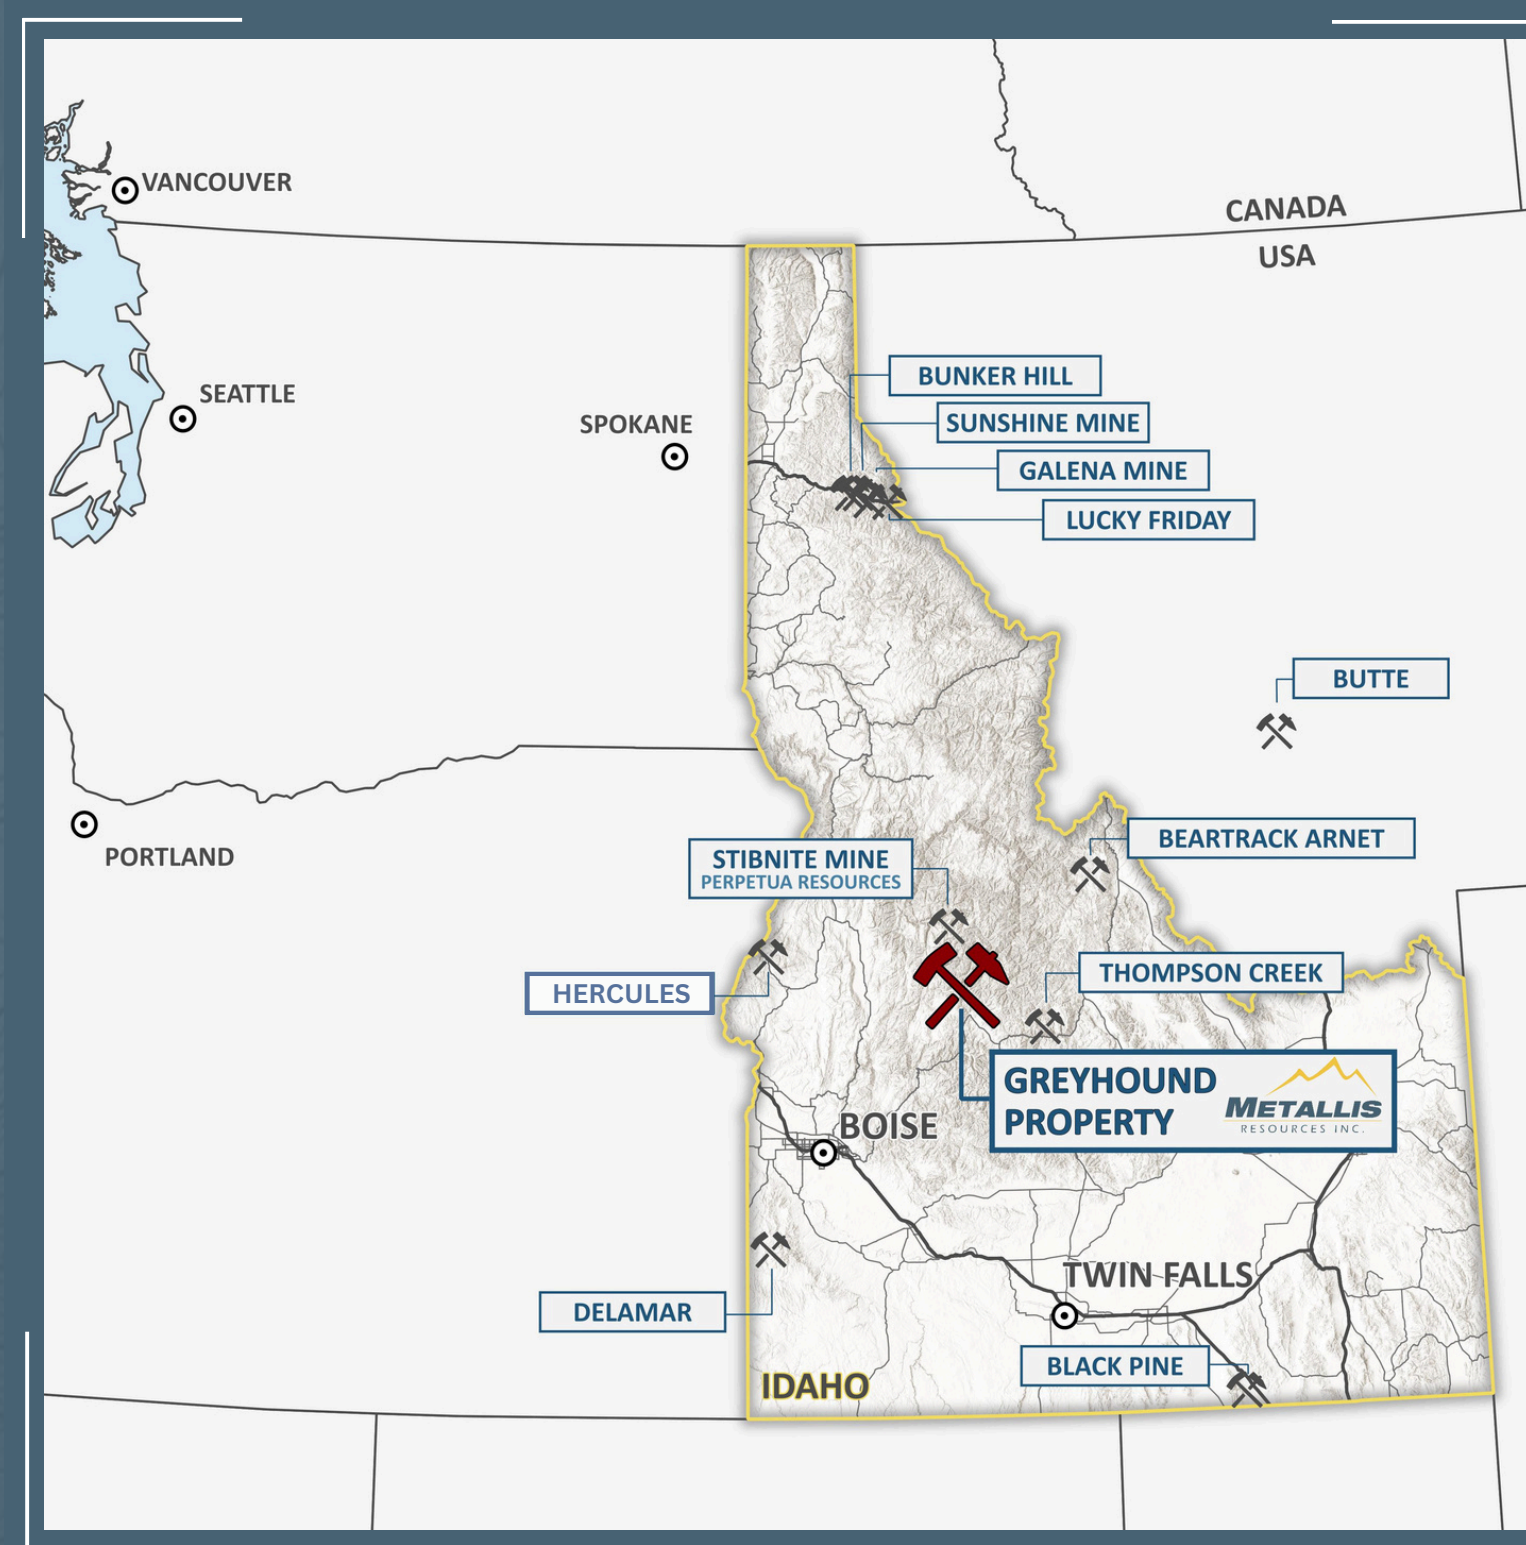 VANCOUVER
CANADA
USA
BUNKER HILL
SEATTLE
SPOKANE
SUNSHINE MINE
GALENA MINE
LUCKY FRIDAY
BUTTE
PORTLAND
BEARTRACK ARNET
STIBNITE MINE
PERPETUA RESOURCES
THOMPSON CREEK
HERCULES
GREYHOUND
PROPERTY
METALLIS
RESOURCES INC.
BOISE
TWIN FALLS
DELAMAR
BLACK PINE
IDAHO